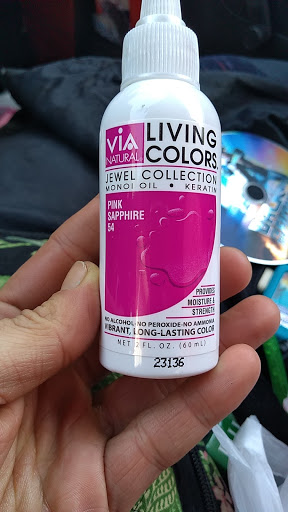 VIA
NATURAL
LIVING
COLORS
JEWEL COLLECTION
MONOI OIL • KERATIN
PINK
SAPPHIRE
54
PROVIDES
MOISTURE &
STRENGTH
NO ALCOHOL-NO PEROXIDE-NO AMMONIA
VIBRANT, LONG-LASTING COLOR
NET 2 FL. OZ. (60 mL)
23136